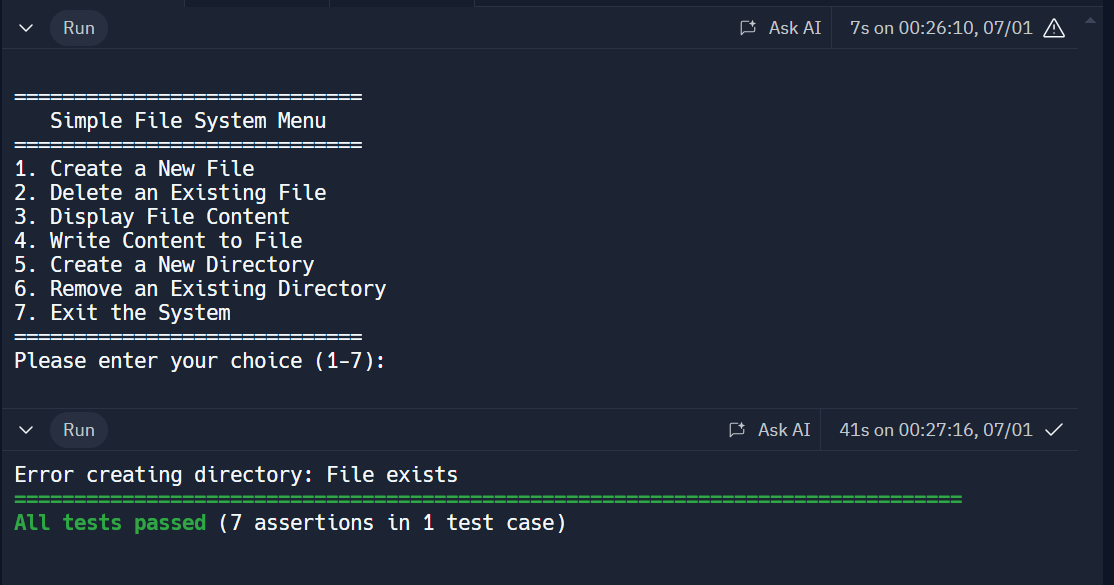 Run Ask AI 7s on 00:26:10, 07/01
=============================
Simple File System Menu
=============================
1. Create a New File
2. Delete an Existing File
3. Display File Content
4. Write Content to File
5. Create a New Directory
6. Remove an Existing Directory
7. Exit the System
=============================
Please enter your choice (1-7):
Run Ask AI 41s on 00:27:16, 07/01
Error creating directory: File exists
===============================================================================
All tests passed (7 assertions in 1 test case)